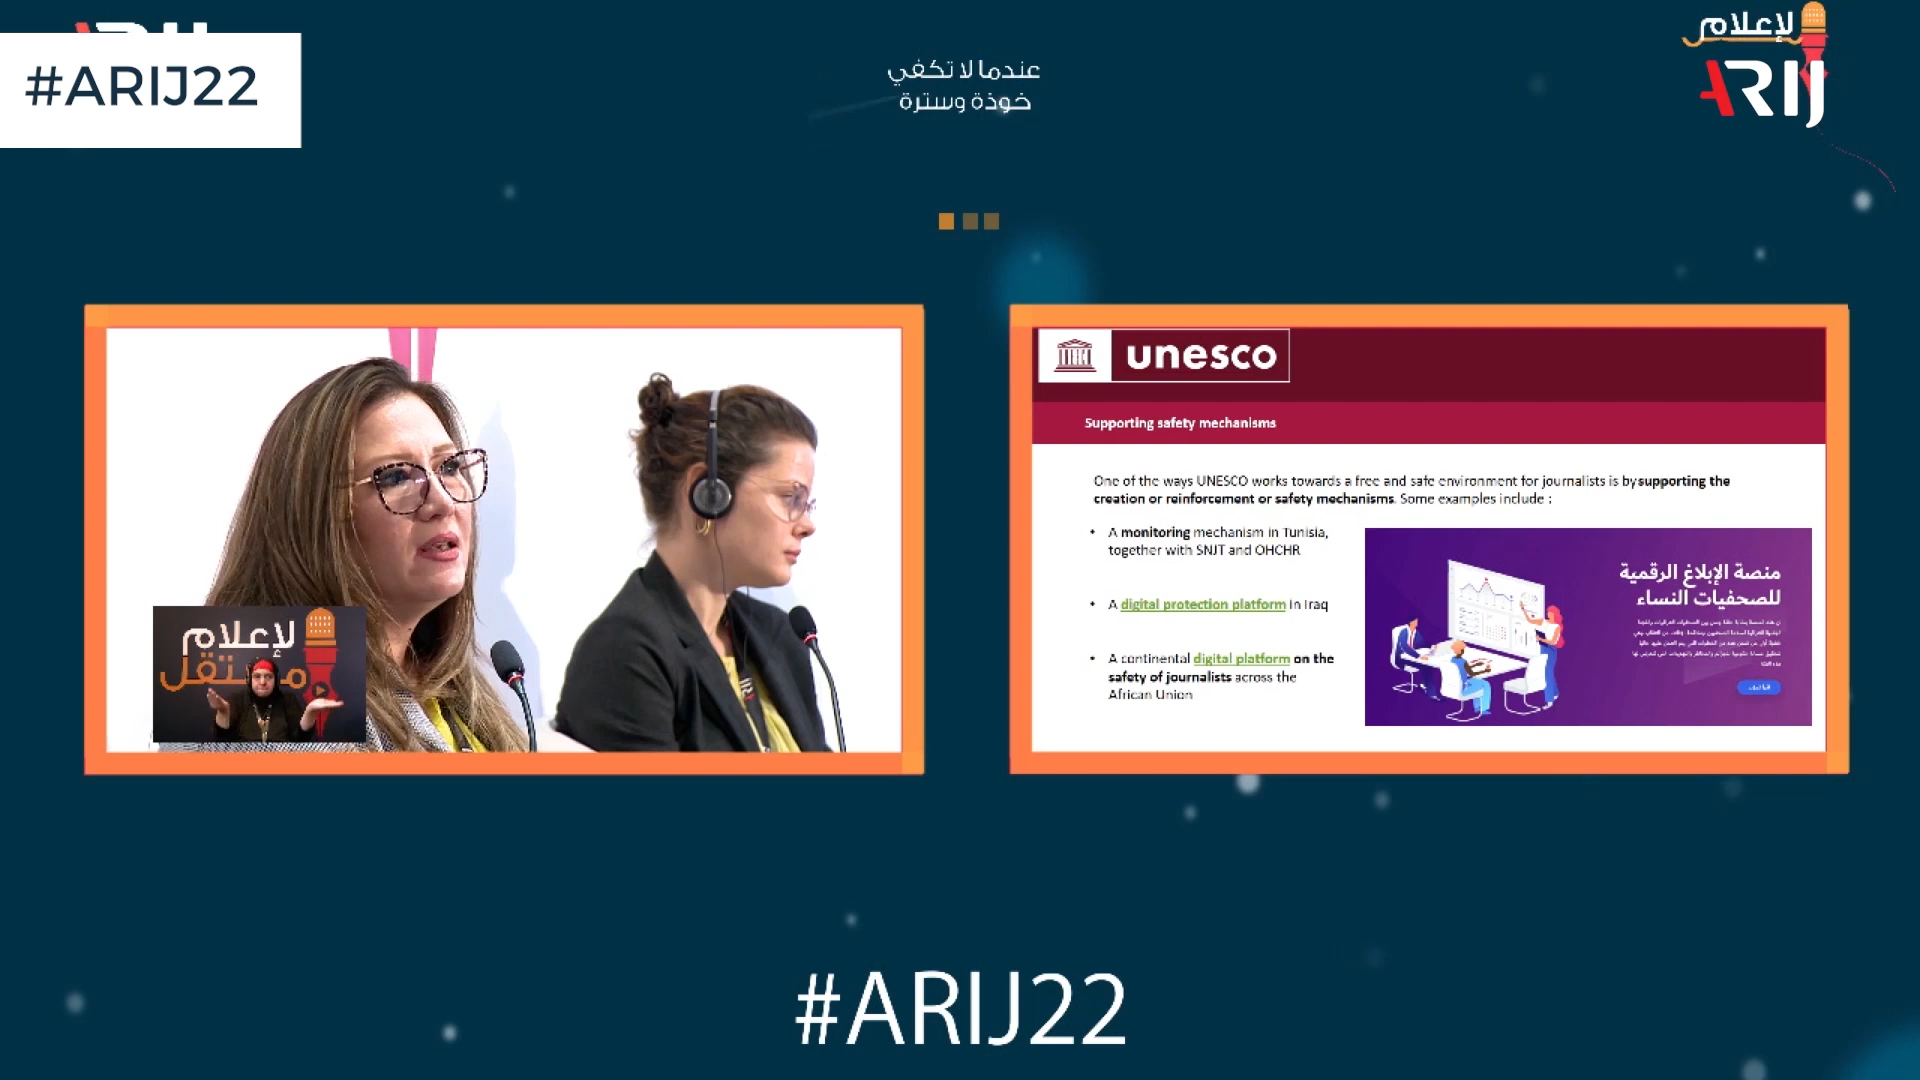 #ARIJ22
عندما لا تكفي
خوذة وسترة
لإعلام
ARIJ
unesco
Supporting safety mechanisms
One of the ways UNESCO works towards a free and safe environment for journalists is by supporting the
creation or reinforcement or safety mechanisms. Some examples include :
• A monitoring mechanism in Tunisia,
together with SNJT and OHCHR
• A digital protection platform in Iraq
• A continental digital platform on the
safety of journalists across the
African Union
منصة الإبلاغ الرقمية
للصحفيات النساء
لإعلام
مستقل
#ARIJ22